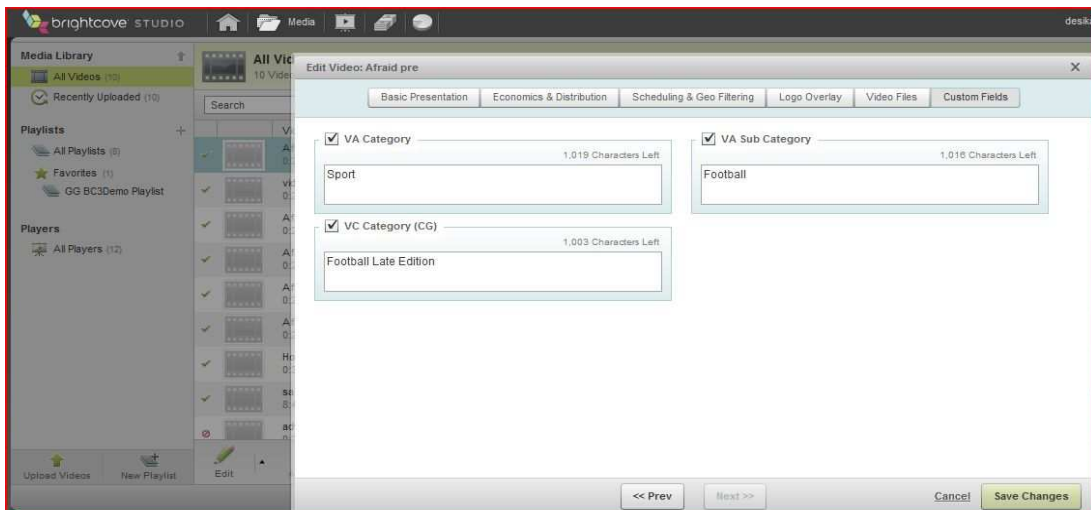 brightcove STUDIO
Media
desik
Media Library
All Videos (10)
Recently Uploaded (10)
Playlists
All Playlists (8)
Favorites (1)
GG BC3Demo Playlist
Players
All Players (12)
Upload Videos
New Playlist
All Vid
10 Videc
Search
Edit
Edit Video: Afraid pre
Basic Presentation
Economics & Distribution
Scheduling & Geo Filtering
Logo Overlay
Video Files
Custom Fields
VA Category
1,019 Characters Left
Sport
VA Sub Category
1,016 Characters Left
Football
VC Category (CG)
1,003 Characters Left
Football Late Edition
<< Prev
Next >>
Cancel
Save Changes